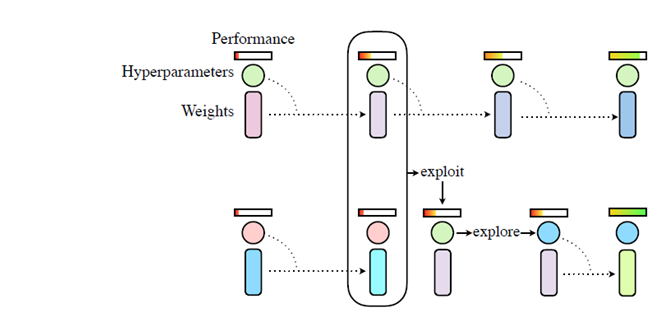 Performance
Hyperparameters
Weights
exploit
explore